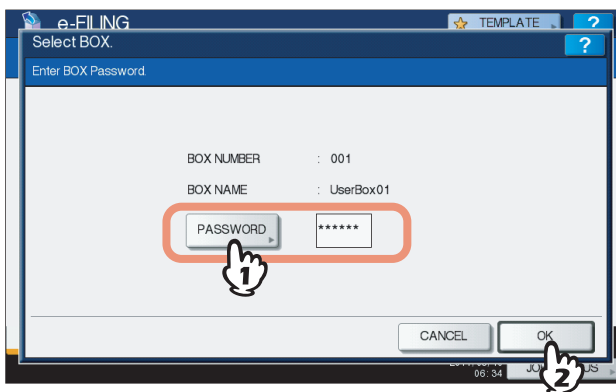 e-FILING
TEMPLATE
?
Select BOX.
?
Enter BOX Password.
BOX NUMBER : 001
BOX NAME : UserBox01
PASSWORD
******
1
CANCEL
OK
2
06:34